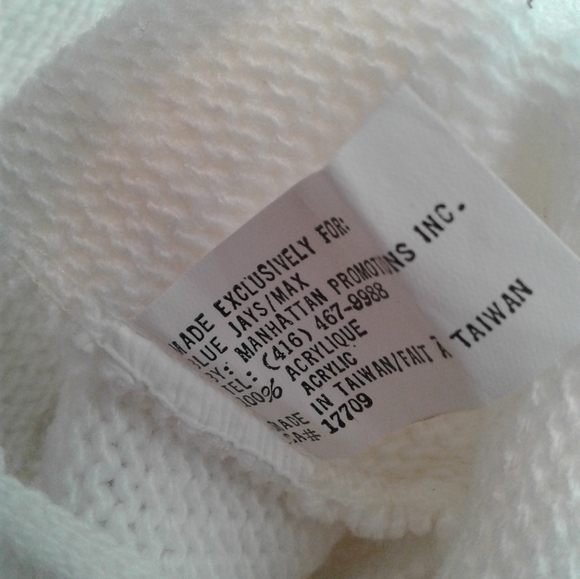 MADE EXCLUSIVELY FOR:
BLUE JAYS/MAX
BY: MANHATTAN PROMOTIONS INC.
TEL: (416) 467-9988
100% ACRYLIQUE
ACRYLIC
MADE IN TAIWAN/FAIT À TAIWAN
CA# 17709